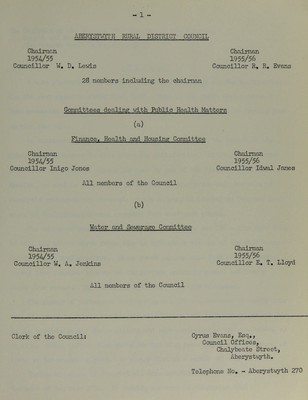 - 1 -
ABERYSTWYTH RURAL DISTRICT COUNCIL
Chairman Chairman
1954/55 1955/56
Councillor W. D. Lewis Councillor R. R. Evans
28 members including the chairman
Committees dealing with Public Health Matters
(a)
Finance, Health and Housing Committee
Chairman Chairman
1954/55 1955/56
Councillor Inigo Jones Councillor Idwal Jones
All members of the Council
(b)
Water and Sewerage Committee
Chairman Chairman
1954/55 1955/56
Councillor W. A. Jenkins Councillor E. T. Lloyd
All members of the Council
Clerk of the Council: Cyrus Evans, Esq.,
Council Offices,
Chalybeate Street,
Aberystwyth.
Telephone No. - Aberystwyth 270